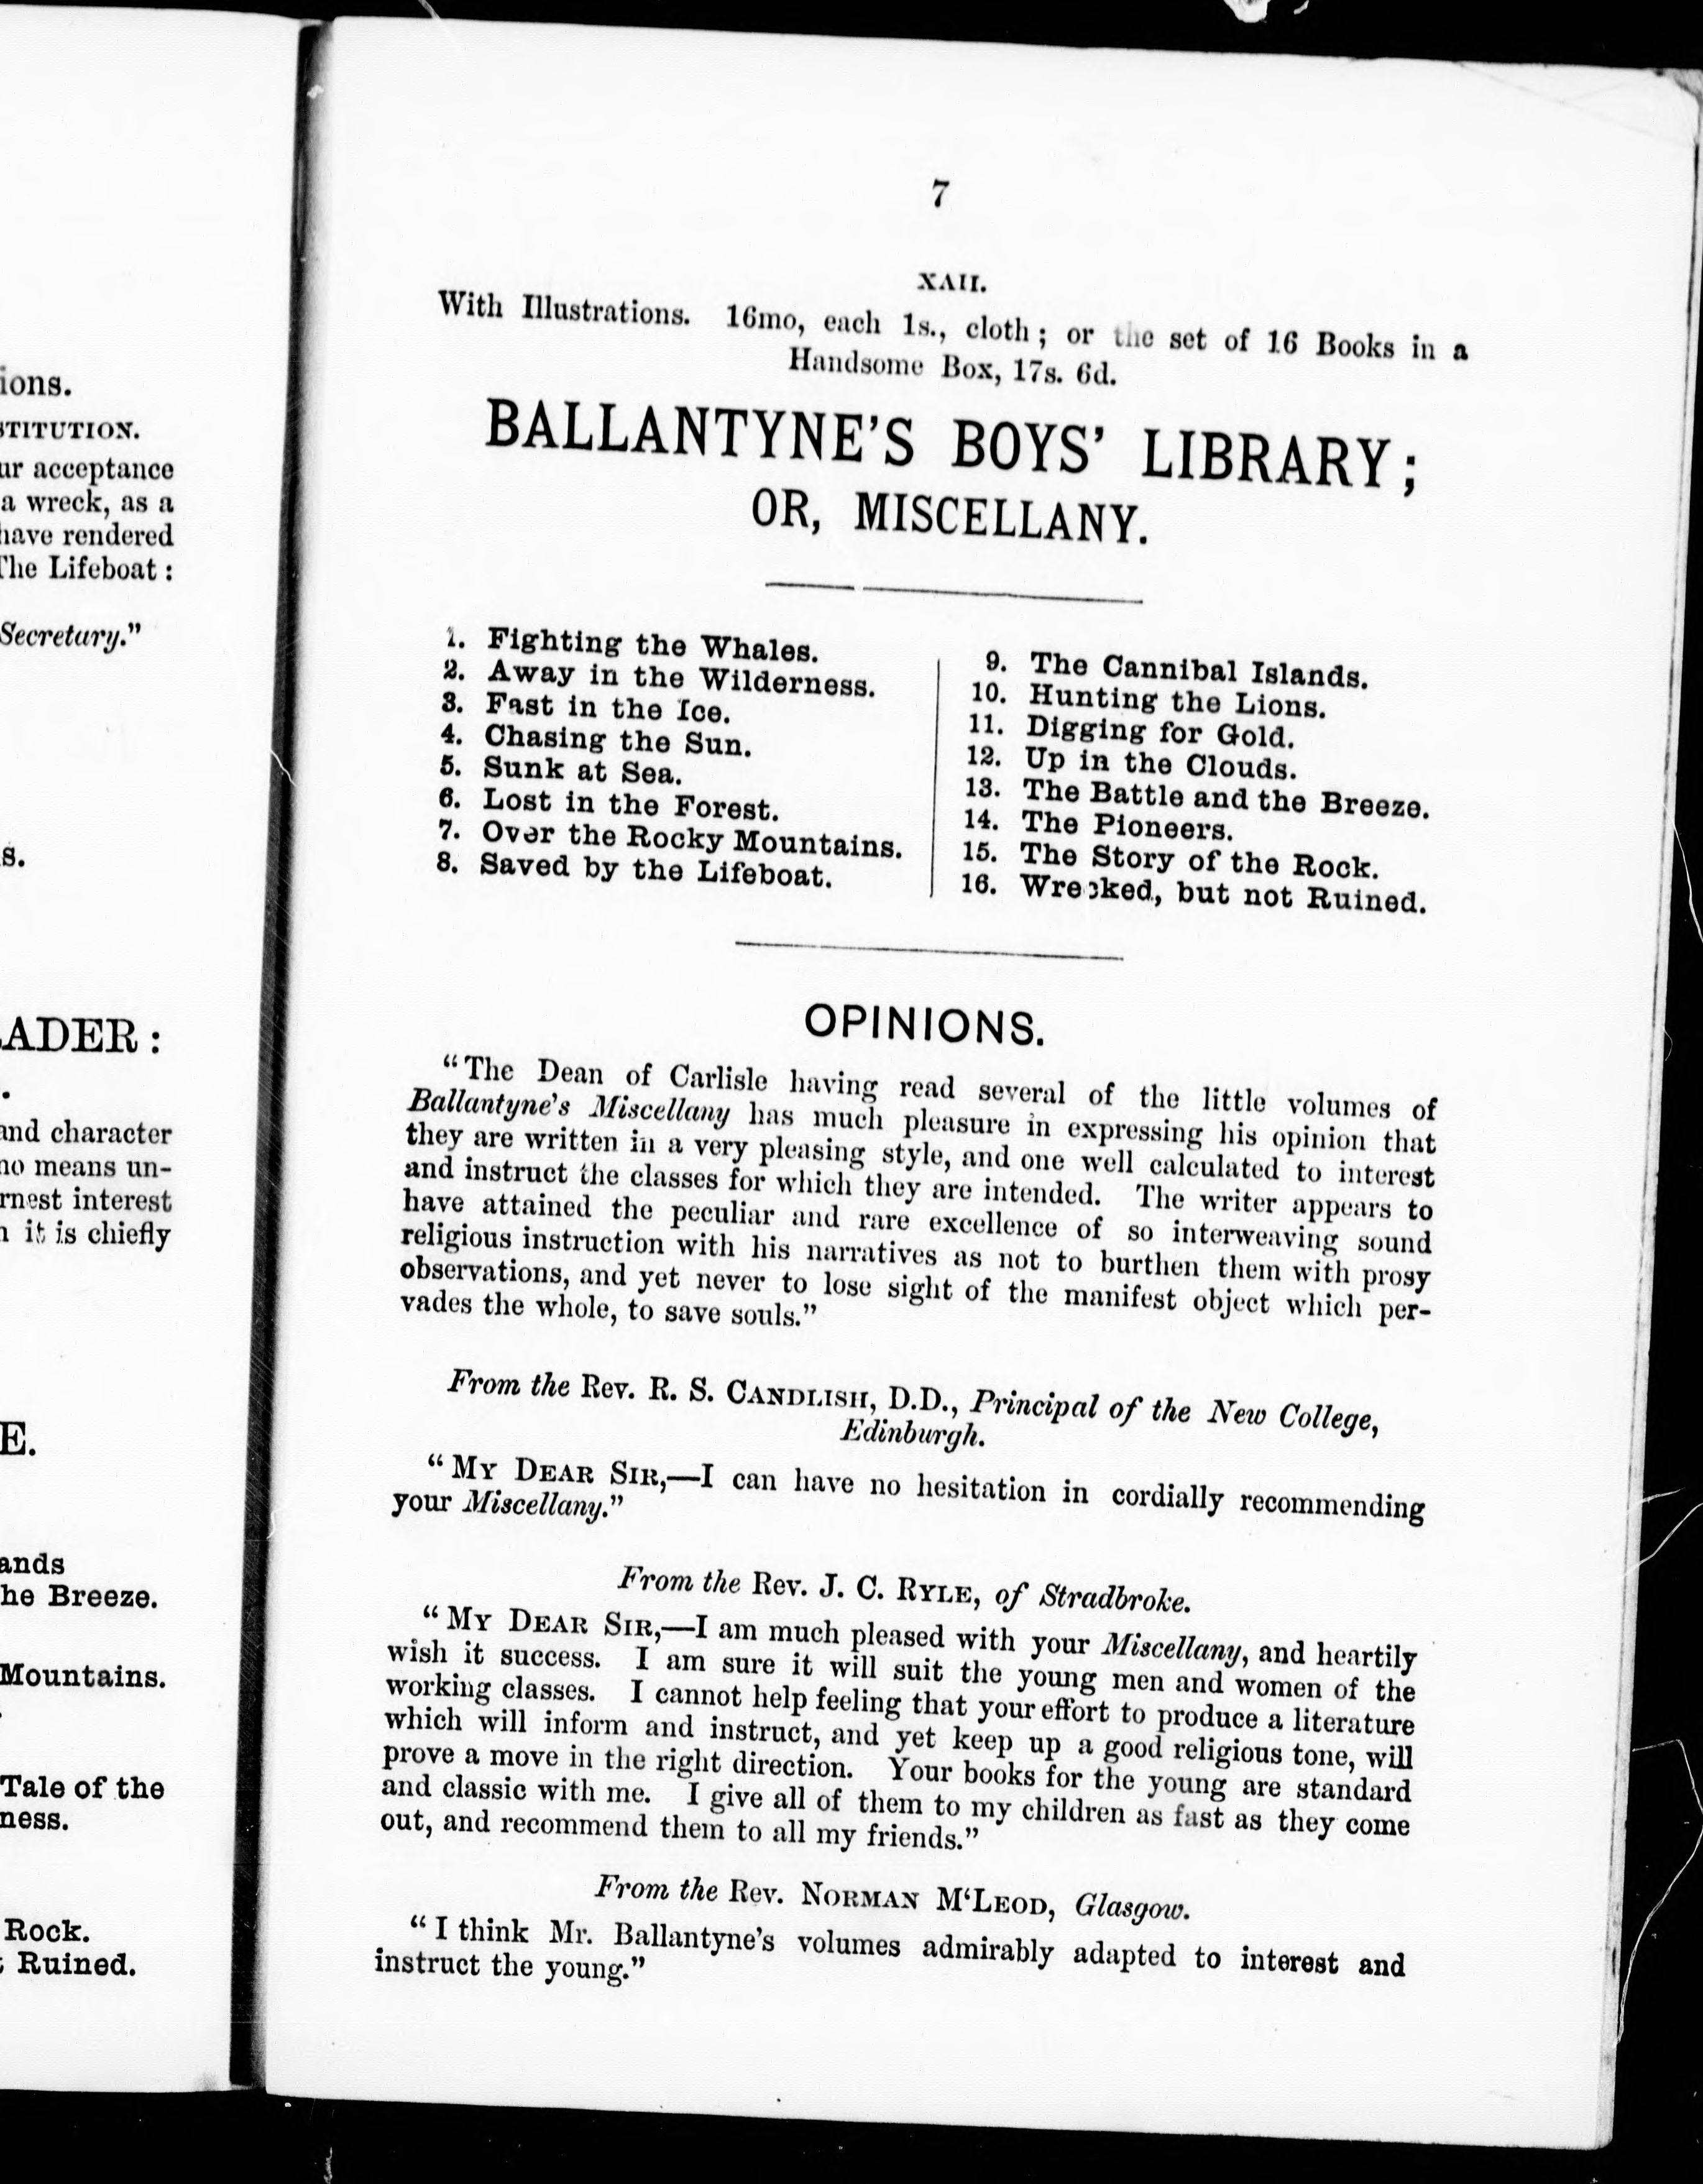 ions.
STITUTION.
ur acceptance
a wreck, as a
have rendered
The Lifeboat:
Secretary."
s.
ADER:
.
and character
no means un-
rnest interest
it is chiefly
E.
ands
he Breeze.
Mountains.
Tale of the
ness.
Rock.
Ruined.
7
XAII.
With Illustrations. 16mo, each 1s., cloth; or the set of 16 Books in a
Handsome Box, 17s. 6d.
BALLANTYNE'S BOYS' LIBRARY;
OR, MISCELLANY.
1. Fighting the Whales.
2. Away in the Wilderness.
3. Fast in the Ice.
4. Chasing the Sun.
5. Sunk at Sea.
6. Lost in the Forest.
7. Over the Rocky Mountains.
8. Saved by the Lifeboat.
9. The Cannibal Islands.
10. Hunting the Lions.
11. Digging for Gold.
12. Up in the Clouds.
13. The Battle and the Breeze.
14. The Pioneers.
15. The Story of the Rock.
16. Wrecked, but not Ruined.
OPINIONS.
"The Dean of Carlisle having read several of the little volumes of
Ballantyne's Miscellany has much pleasure in expressing his opinion that
they are written in a very pleasing style, and one well calculated to interest
and instruct the classes for which they are intended. The writer appears to
have attained the peculiar and rare excellence of so interweaving sound
religious instruction with his narratives as not to burthen them with prosy
observations, and yet never to lose sight of the manifest object which per-
vades the whole, to save souls."
From the Rev. R. S. CANDLISH, D.D., Principal of the New College,
Edinburgh.
"MY DEAR SIR,—I can have no hesitation in cordially recommending
your Miscellany."
From the Rev. J. C. RYLE, of Stradbroke.
"MY DEAR SIR,—I am much pleased with your Miscellany, and heartily
wish it success. I am sure it will suit the young men and women of the
working classes. I cannot help feeling that your effort to produce a literature
which will inform and instruct, and yet keep up a good religious tone, will
prove a move in the right direction. Your books for the young are standard
and classic with me. I give all of them to my children as fast as they come
out, and recommend them to all my friends."
From the Rev. NORMAN M'LEOD, Glasgow.
"I think Mr. Ballantyne's volumes admirably adapted to interest and
instruct the young."